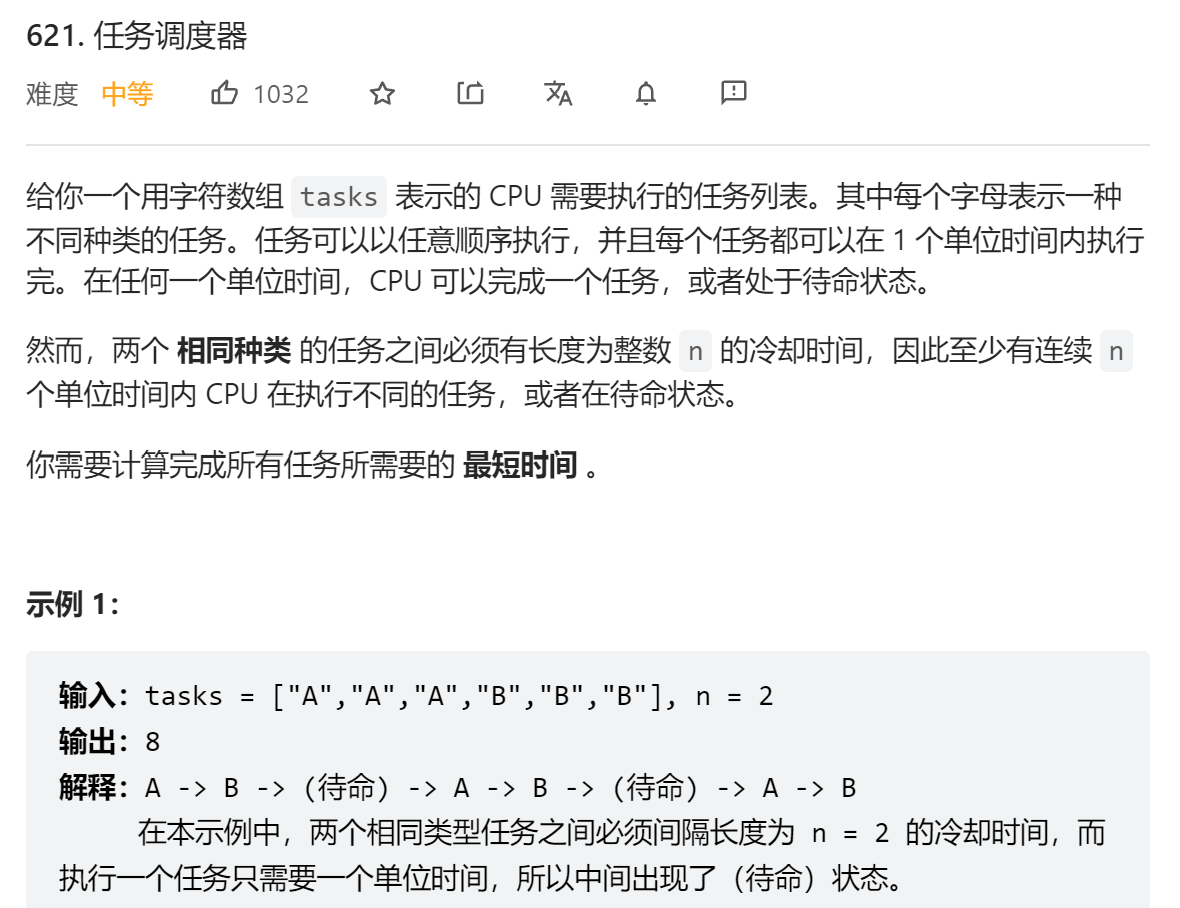 621. 任务调度器
难度 中等 1032
给你一个用字符数组 tasks 表示的 CPU 需要执行的任务列表。其中每个字母表示一种
不同种类的任务。任务可以以任意顺序执行，并且每个任务都可以在 1 个单位时间内执行
完。在任何一个单位时间，CPU 可以完成一个任务，或者处于待命状态。
然而，两个 相同种类 的任务之间必须有长度为整数 n 的冷却时间，因此至少有连续 n
个单位时间内 CPU 在执行不同的任务，或者在待命状态。
你需要计算完成所有任务所需要的 最短时间 。
示例 1：
输入：tasks = ["A","A","A","B","B","B"], n = 2
输出：8
解释：A -> B -> (待命) -> A -> B -> (待命) -> A -> B
在本示例中，两个相同类型任务之间必须间隔长度为 n = 2 的冷却时间，而
执行一个任务只需要一个单位时间，所以中间出现了（待命）状态。